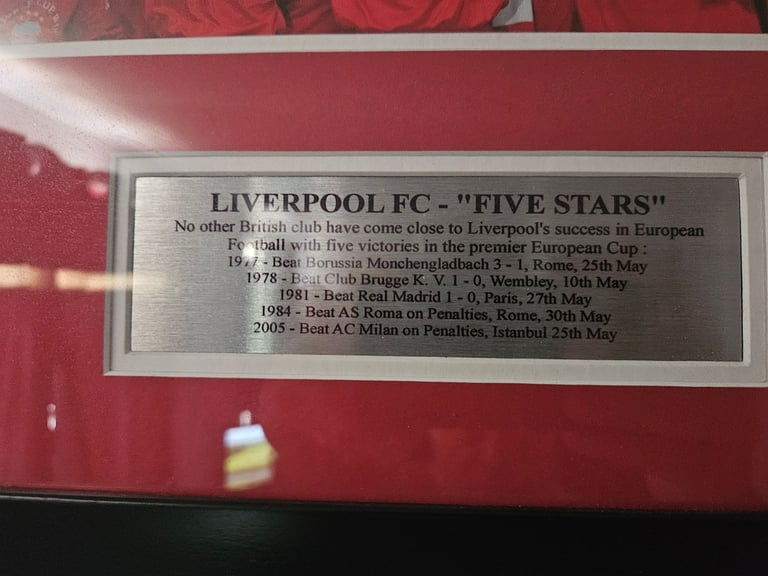 LIVERPOOL FC - "FIVE STARS"
No other British club have come close to Liverpool's success in European
Football with five victories in the premier European Cup :
1977 - Beat Borussia Monchengladbach 3 - 1, Rome, 25th May
1978 - Beat Club Brugge K. V. 1 - 0, Wembley, 10th May
1981 - Beat Real Madrid 1 - 0, Paris, 27th May
1984 - Beat AS Roma on Penalties, Rome, 30th May
2005 - Beat AC Milan on Penalties, Istanbul 25th May